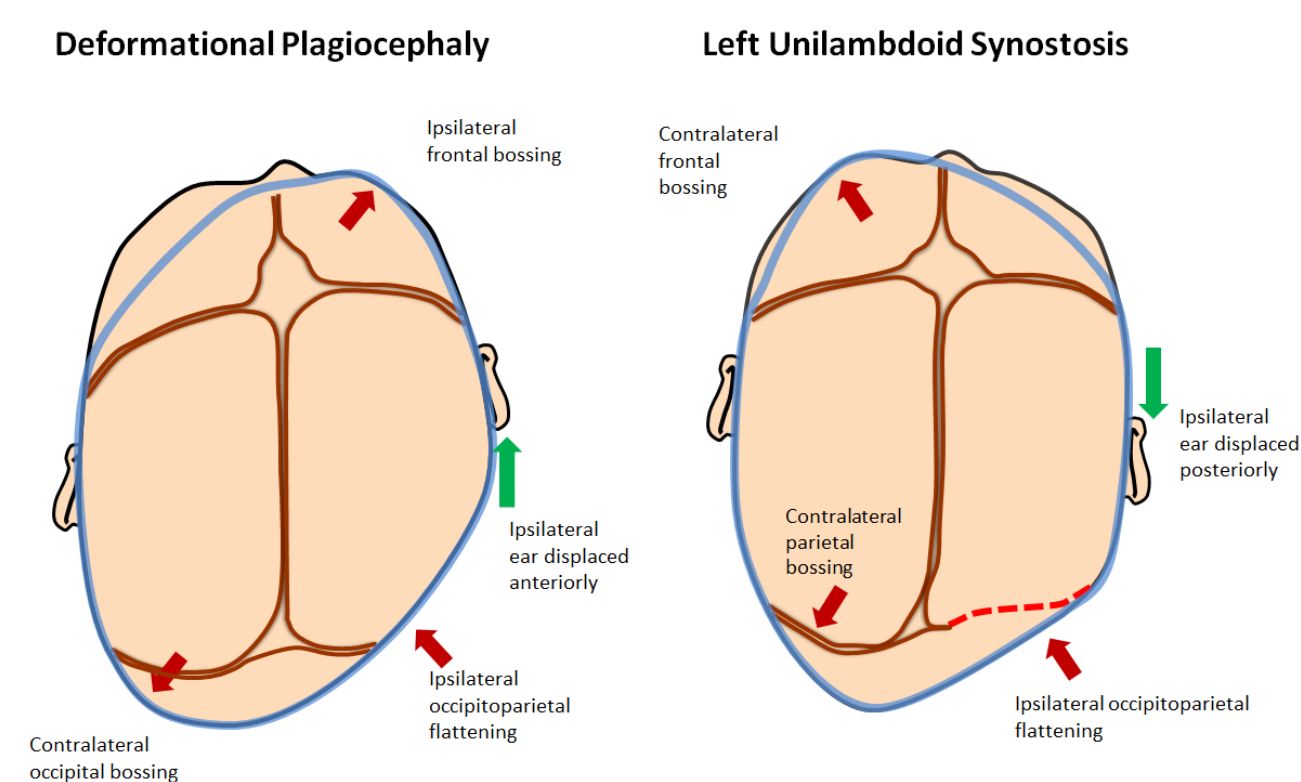 Deformational Plagiocephaly
Ipsilateral
frontal bossing
Ipsilateral
ear displaced
anteriorly
Ipsilateral
occipitoparietal
flattening
Contralateral
occipital bossing
Left Unilambdoid Synostosis
Contralateral
frontal
bossing
Ipsilateral
ear displaced
posteriorly
Contralateral
parietal
bossing
Ipsilateral occipitoparietal
flattening